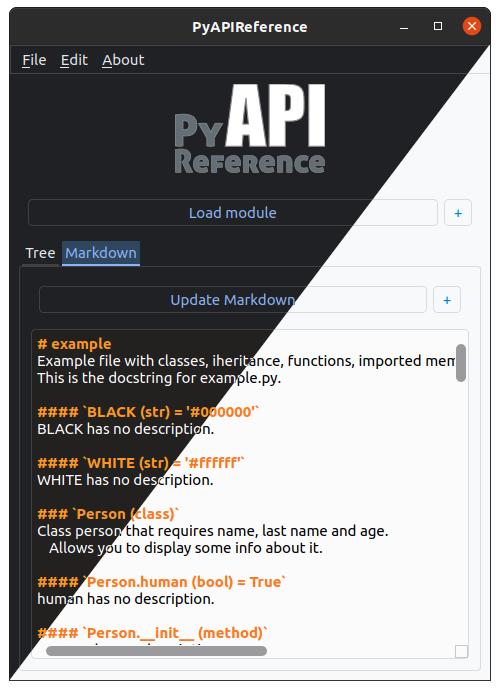 PyAPIReference
File Edit About
Py API
Reference
Load module +
Tree Markdown
Update Markdown +
# example
Example file with classes, iheritance, functions, imported mem
This is the docstring for example.py.
#### `BLACK (str) = '#000000'`
BLACK has no description.
#### `WHITE (str) = '#ffffff'`
WHITE has no description.
### `Person (class)`
Class person that requires name, last name and age.
Allows you to display some info about it.
#### `Person.human (bool) = True`
human has no description.
#### `Person.__init__ (method)`